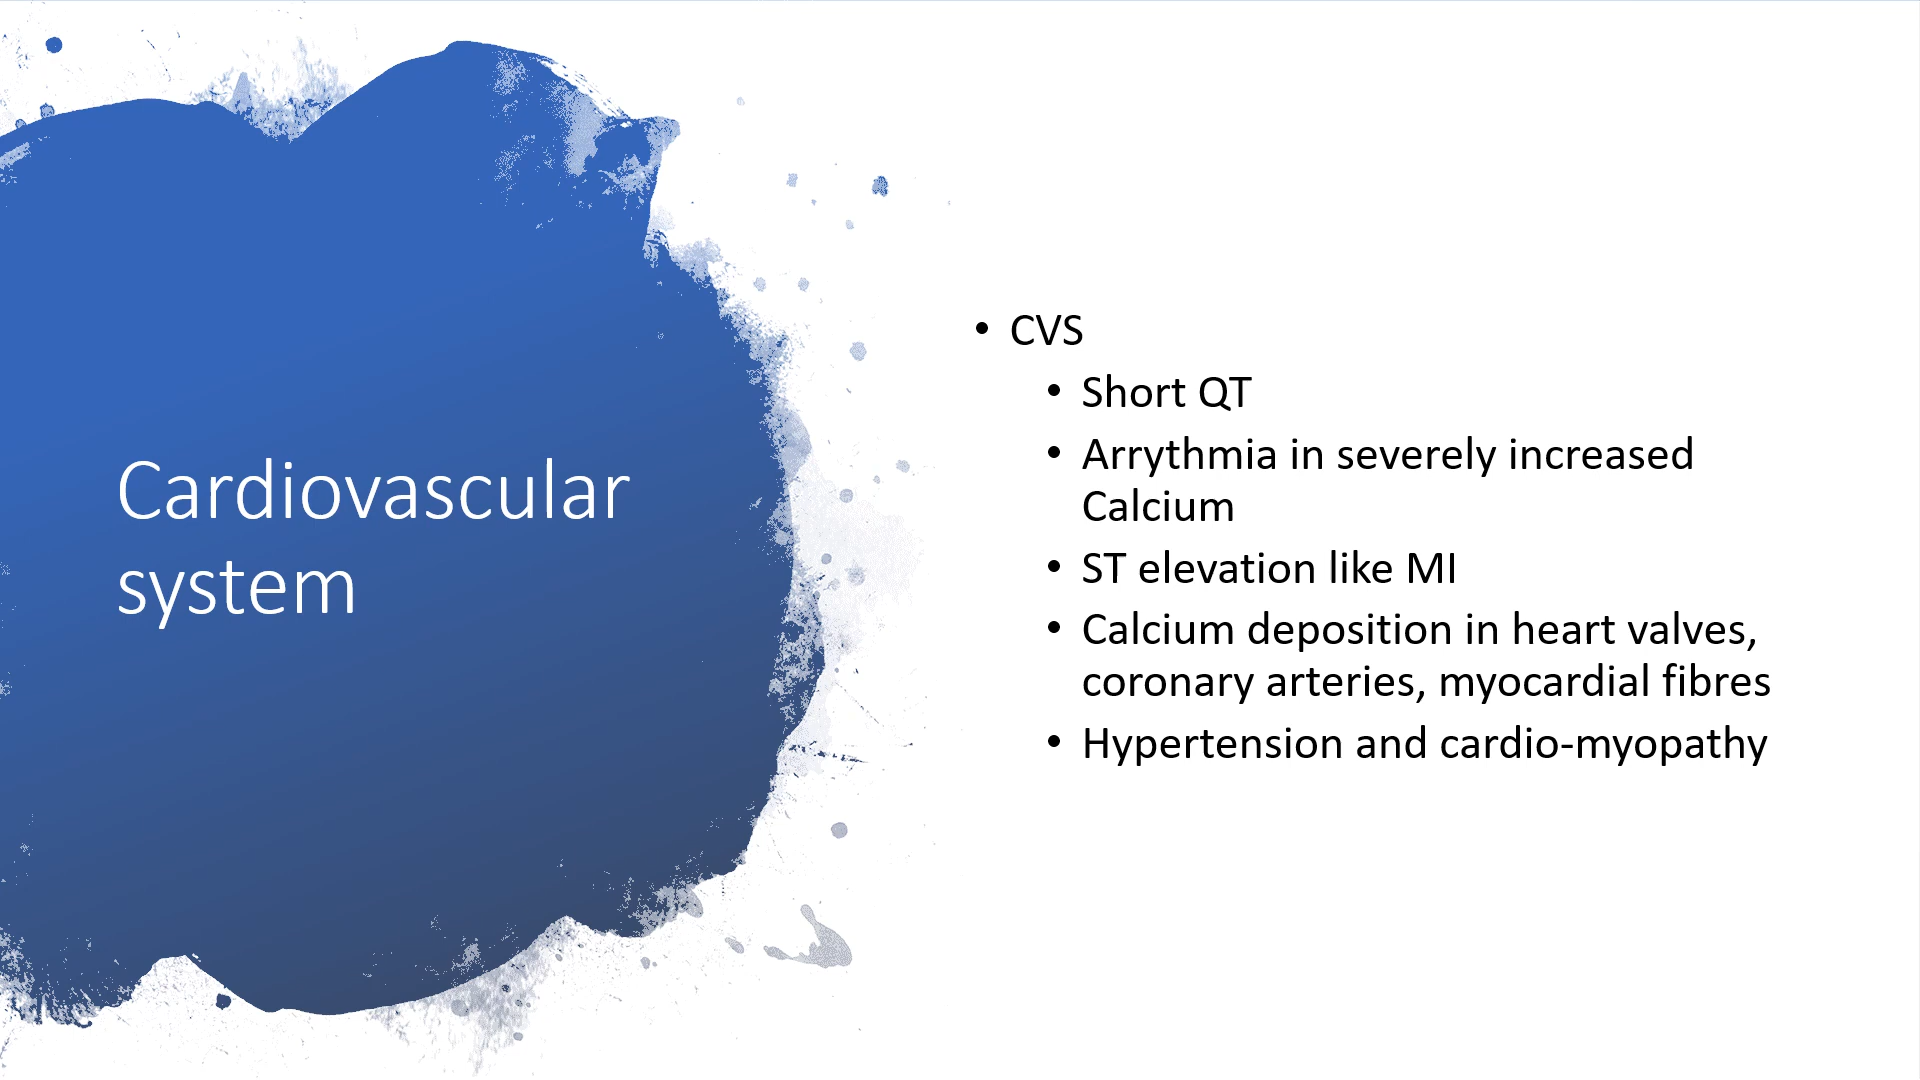 Cardiovascular
system
• CVS
• Short QT
• Arrythmia in severely increased
Calcium
• ST elevation like MI
• Calcium deposition in heart valves,
coronary arteries, myocardial fibres
• Hypertension and cardio-myopathy